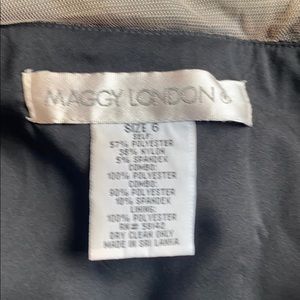 MAGGY LONDON
SIZE 6
SELF:
57% POLYESTER
38% NYLON
5% SPANDEX
COMBO:
100% POLYESTER
COMBO:
90% POLYESTER
10% SPANDEX
LINING:
100% POLYESTER
RN# 58140
DRY CLEAN ONLY
MADE IN SRI LANKA